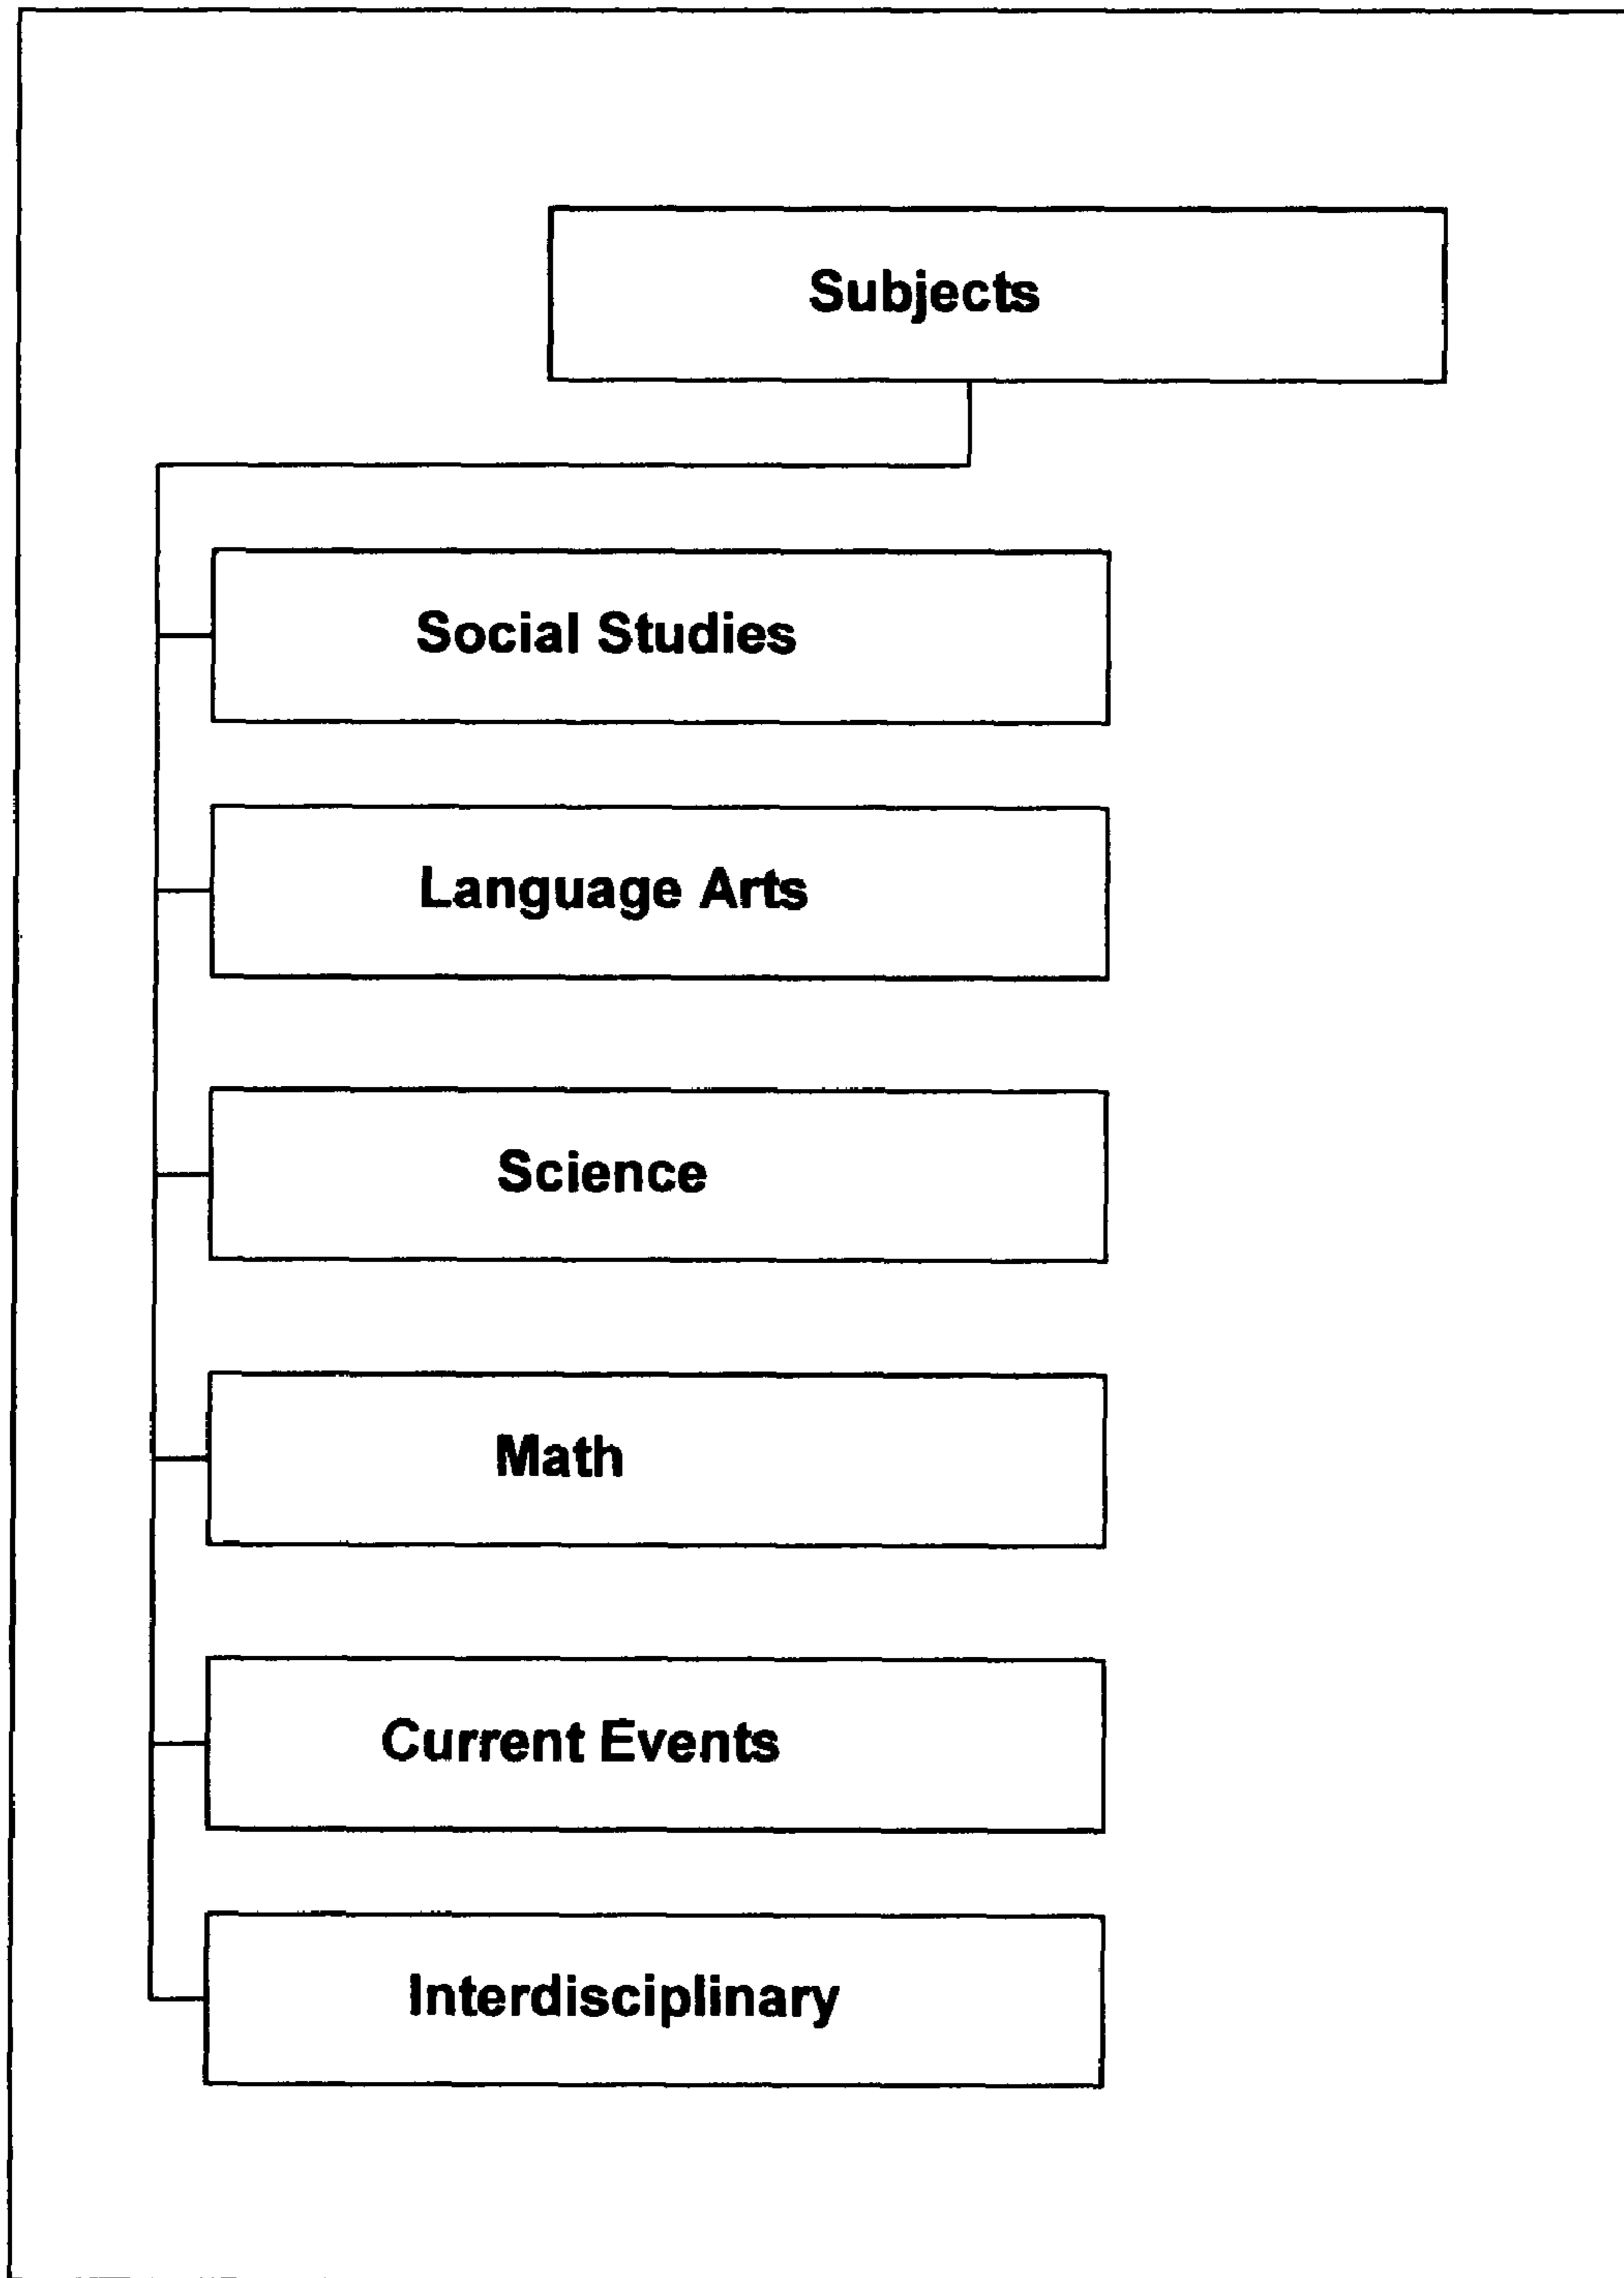 Subjects
Social Studies
Language Arts
Science
Math
Current Events
Interdisciplinary